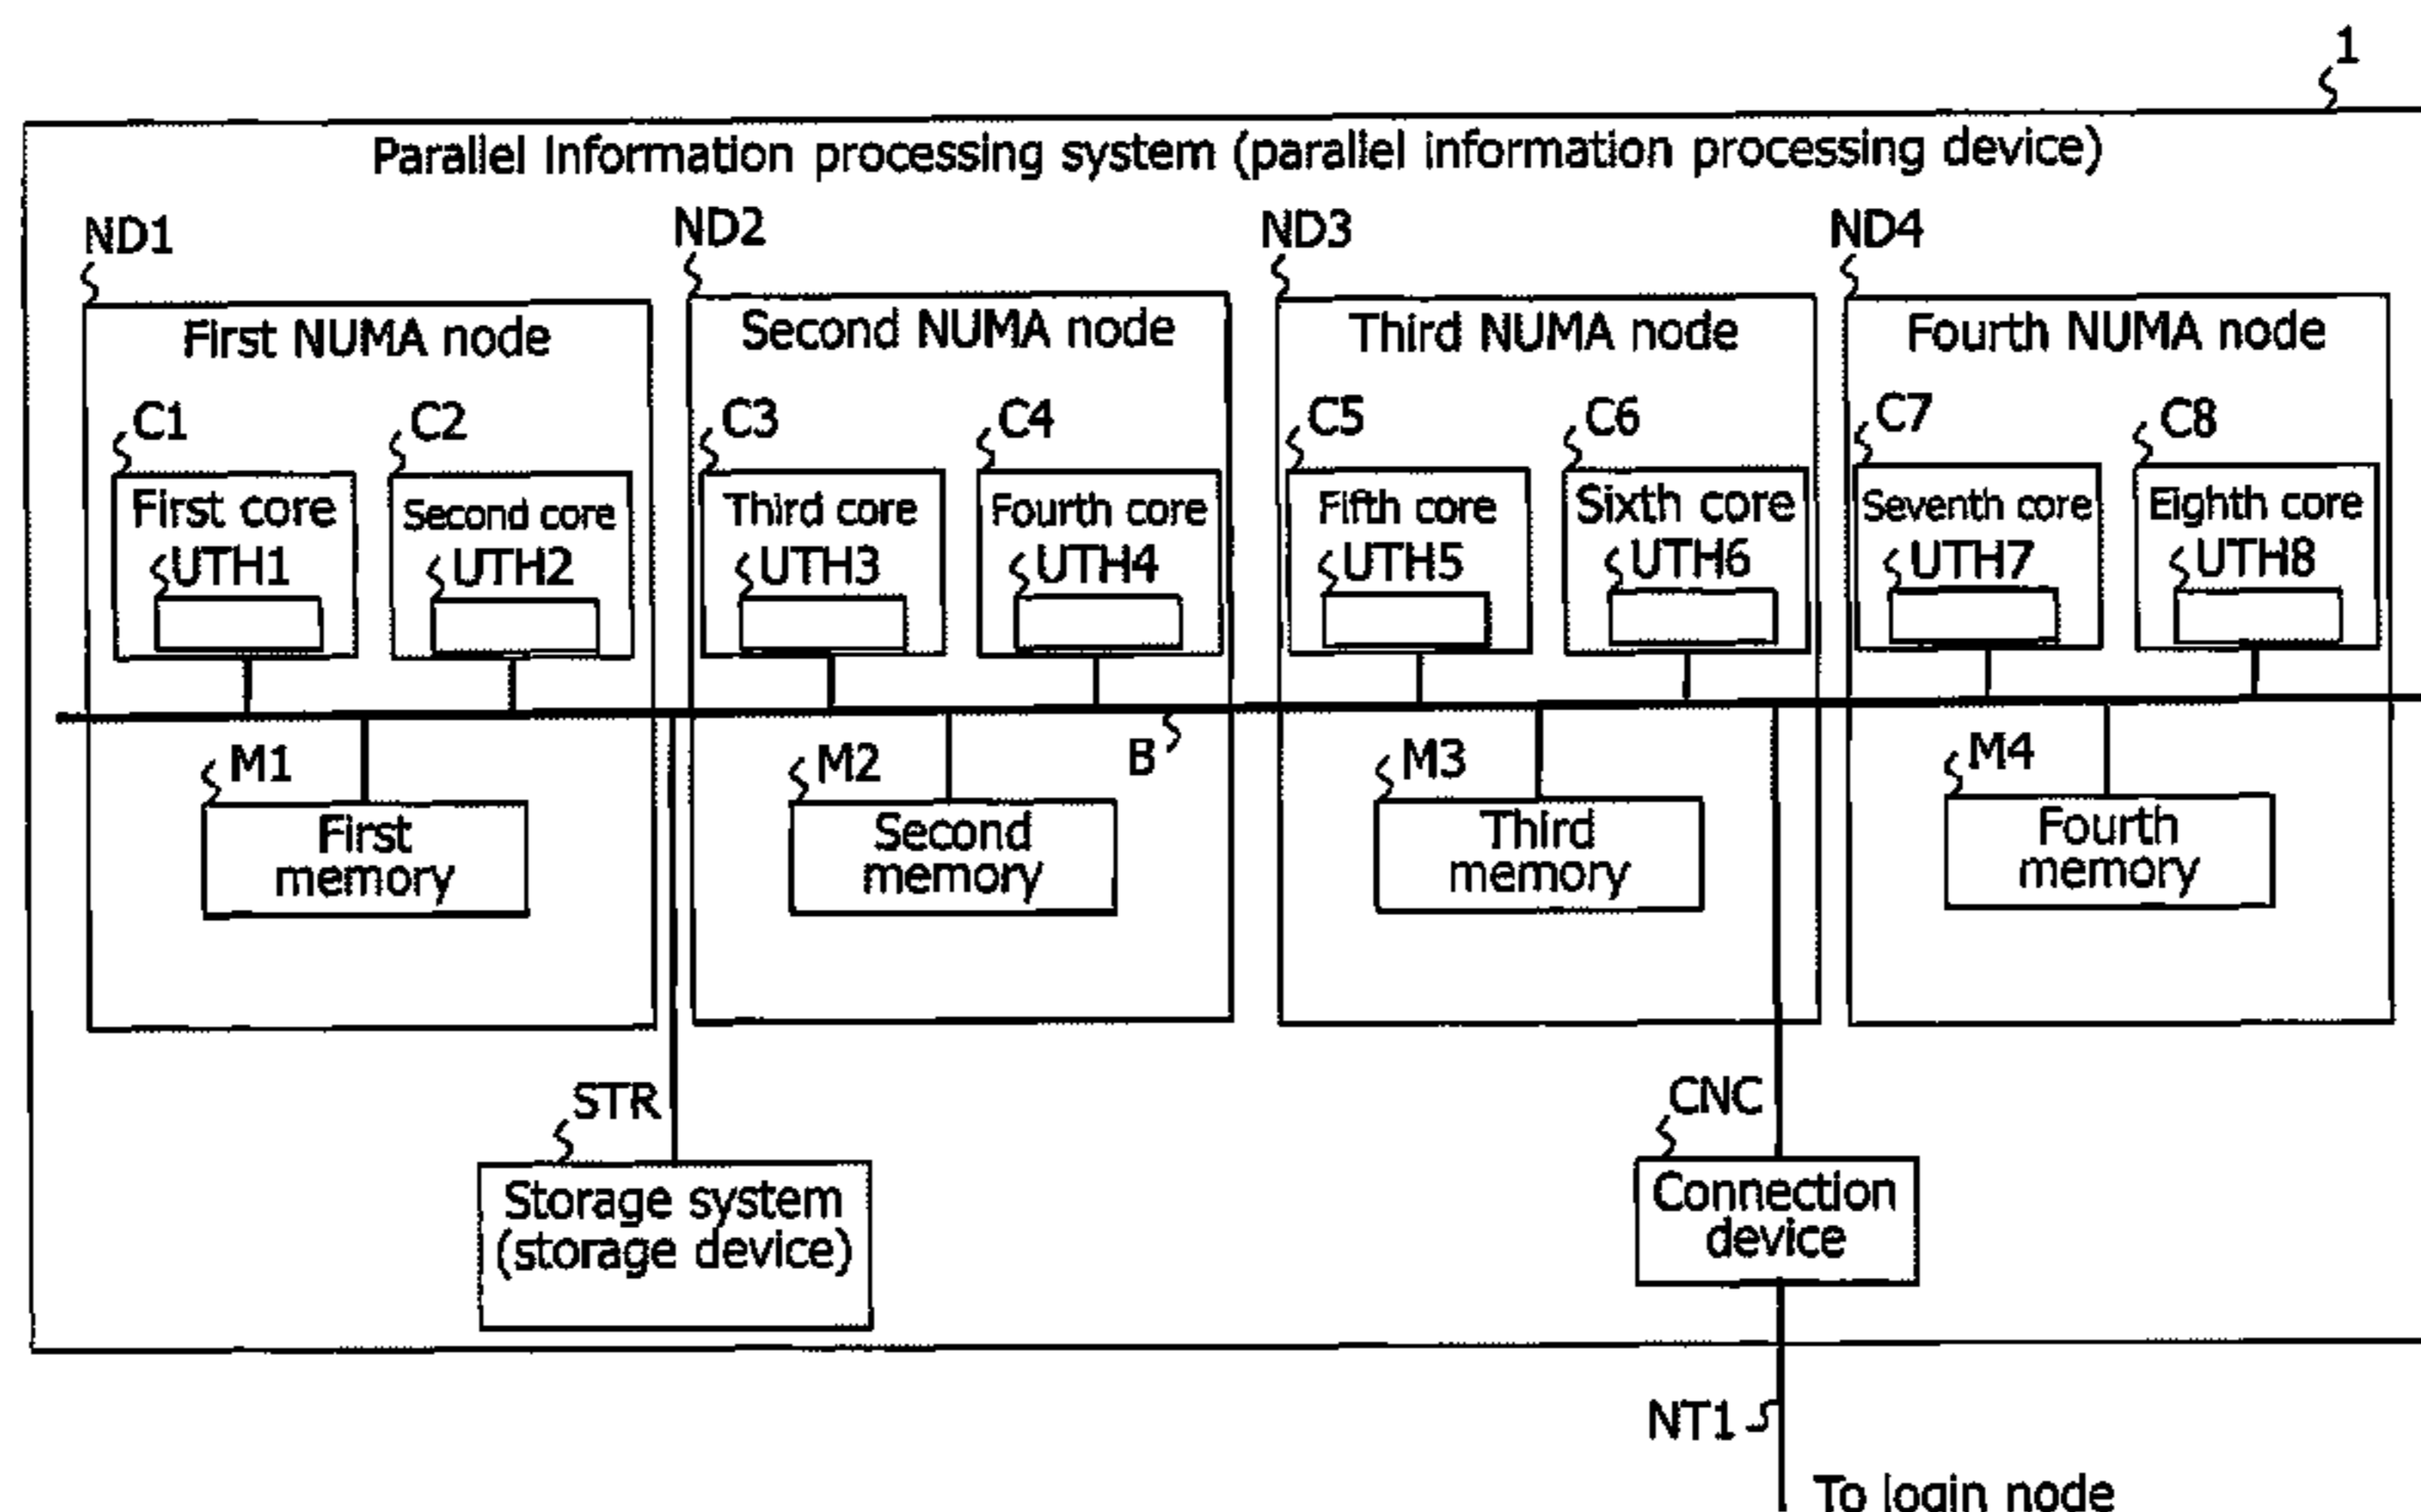 1
Parallel Information processing system (parallel information processing device)
ND1 ND2 ND3 ND4
First NUMA node Second NUMA node Third NUMA node Fourth NUMA node
C1 C2 C3 C4 C5 C6 C7 C8
First core Second core Third core Fourth core Fifth core Sixth core Seventh core Eighth core
UTH1 UTH2 UTH3 UTH4 UTH5 UTH6 UTH7 UTH8
M1 M2 B M3 M4
First Second Third Fourth
memory memory memory memory
STR CNC
Storage system Connection
(storage device) device
NT1
To login node